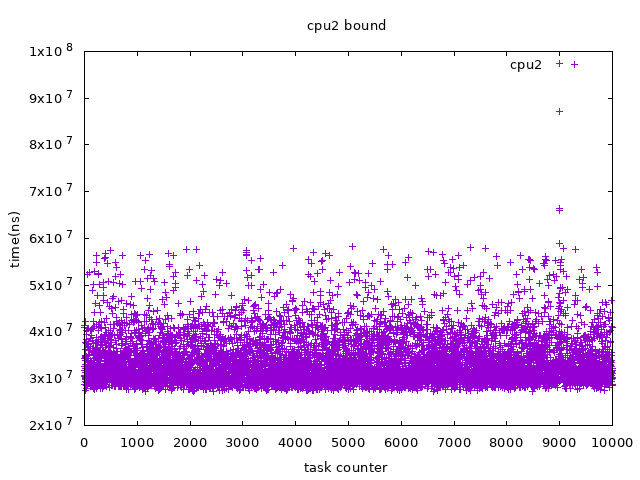 cpu2 bound
1x10 8
cpu2
9x10 7
8x10 7
7x10 7
6x10 7
time(ns)
5x10 7
4x10 7
3x10 7
2x10 7
0 1000 2000 3000 4000 5000 6000 7000 8000 9000 10000
task counter